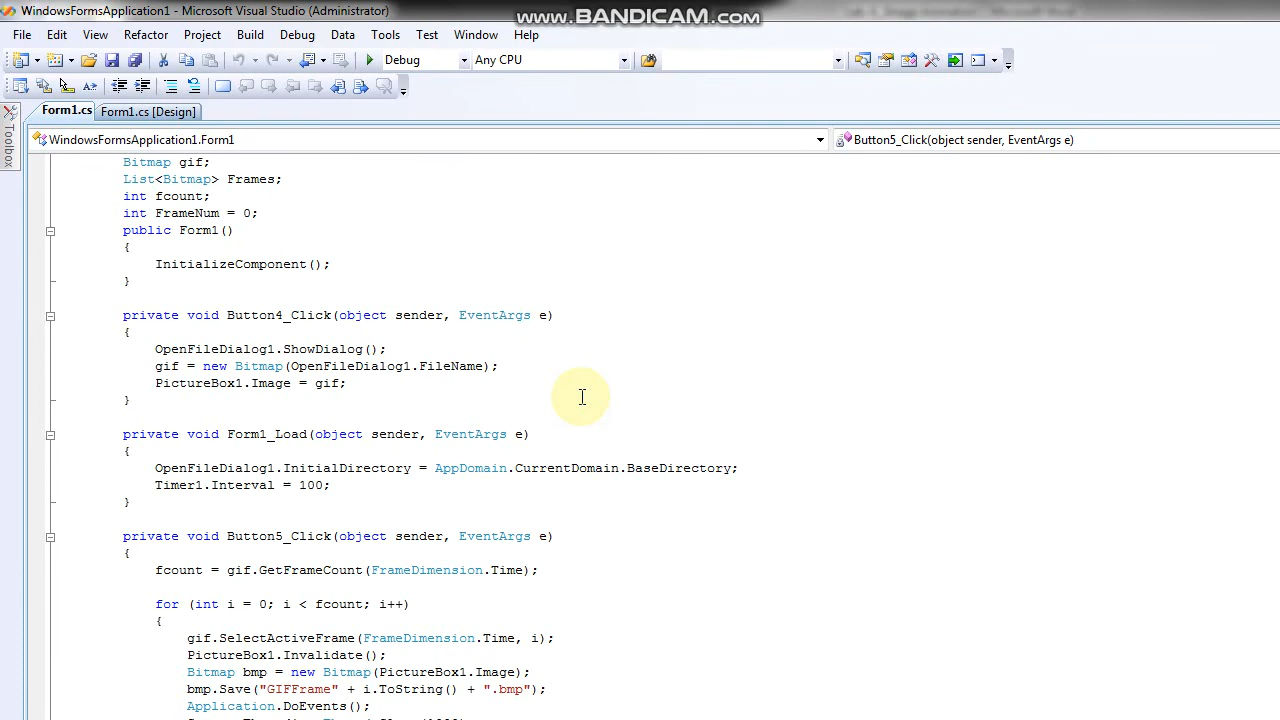 WindowsFormsApplication1 - Microsoft Visual Studio (Administrator)
www.BANDICAM.com
File Edit View Refactor Project Build Debug Data Tools Test Window Help
Debug Any CPU
Form1.cs Form1.cs [Design]
Toolbox
WindowsFormsApplication1.Form1 Button5_Click(object sender, EventArgs e)
Bitmap gif;
List<Bitmap> Frames;
int fcount;
int FrameNum = 0;
public Form1()
{
InitializeComponent();
}
private void Button4_Click(object sender, EventArgs e)
{
OpenFileDialog1.ShowDialog();
gif = new Bitmap(OpenFileDialog1.FileName);
PictureBox1.Image = gif;
}
private void Form1_Load(object sender, EventArgs e)
{
OpenFileDialog1.InitialDirectory = AppDomain.CurrentDomain.BaseDirectory;
Timer1.Interval = 100;
}
private void Button5_Click(object sender, EventArgs e)
{
fcount = gif.GetFrameCount(FrameDimension.Time);
for (int i = 0; i < fcount; i++)
{
gif.SelectActiveFrame(FrameDimension.Time, i);
PictureBox1.Invalidate();
Bitmap bmp = new Bitmap(PictureBox1.Image);
bmp.Save("GIFFrame" + i.ToString() + ".bmp");
Application.DoEvents();